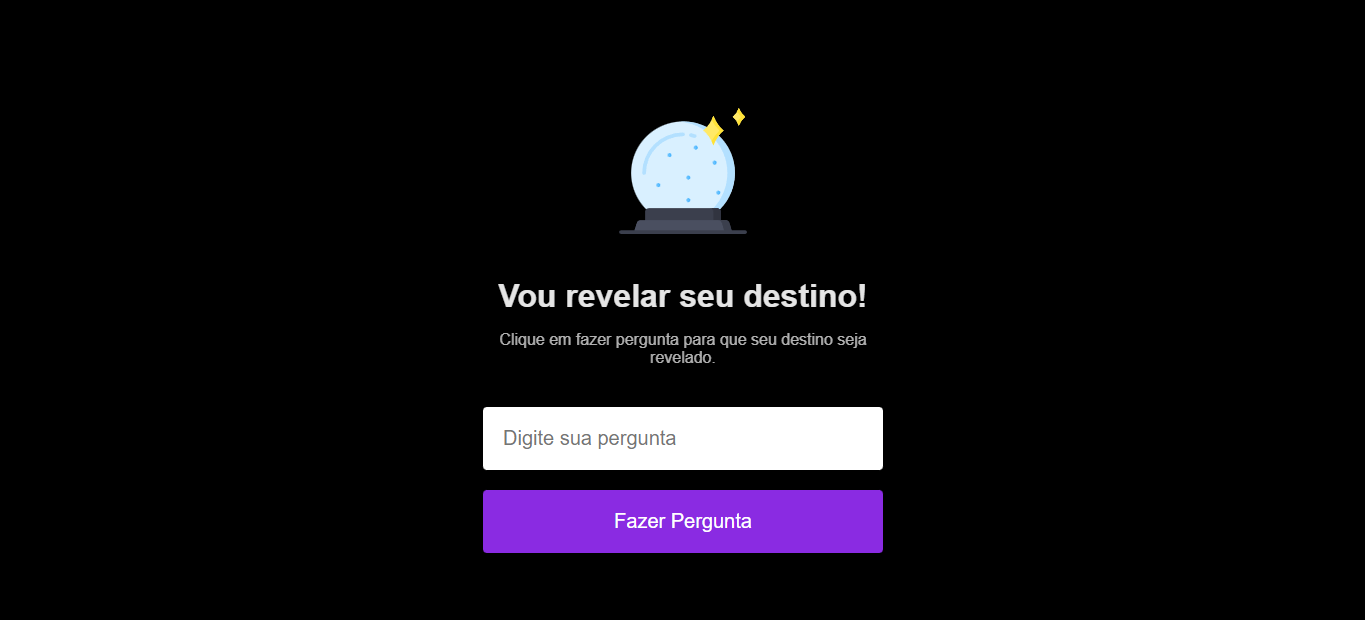 Vou revelar seu destino!
Clique em fazer pergunta para que seu destino seja
revelado.
Digite sua pergunta
Fazer Pergunta